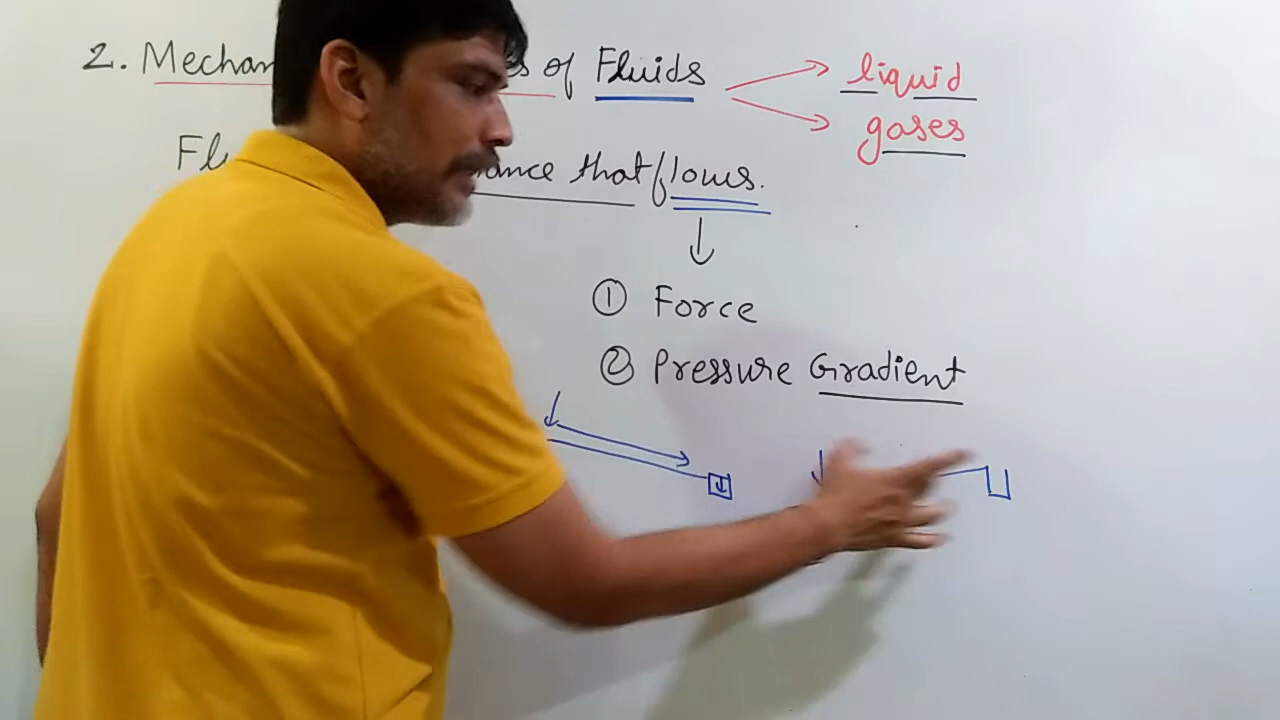 2. Mechan s of Fluids liquid
gases
Fl ance that flows.
① Force
② Pressure Gradient